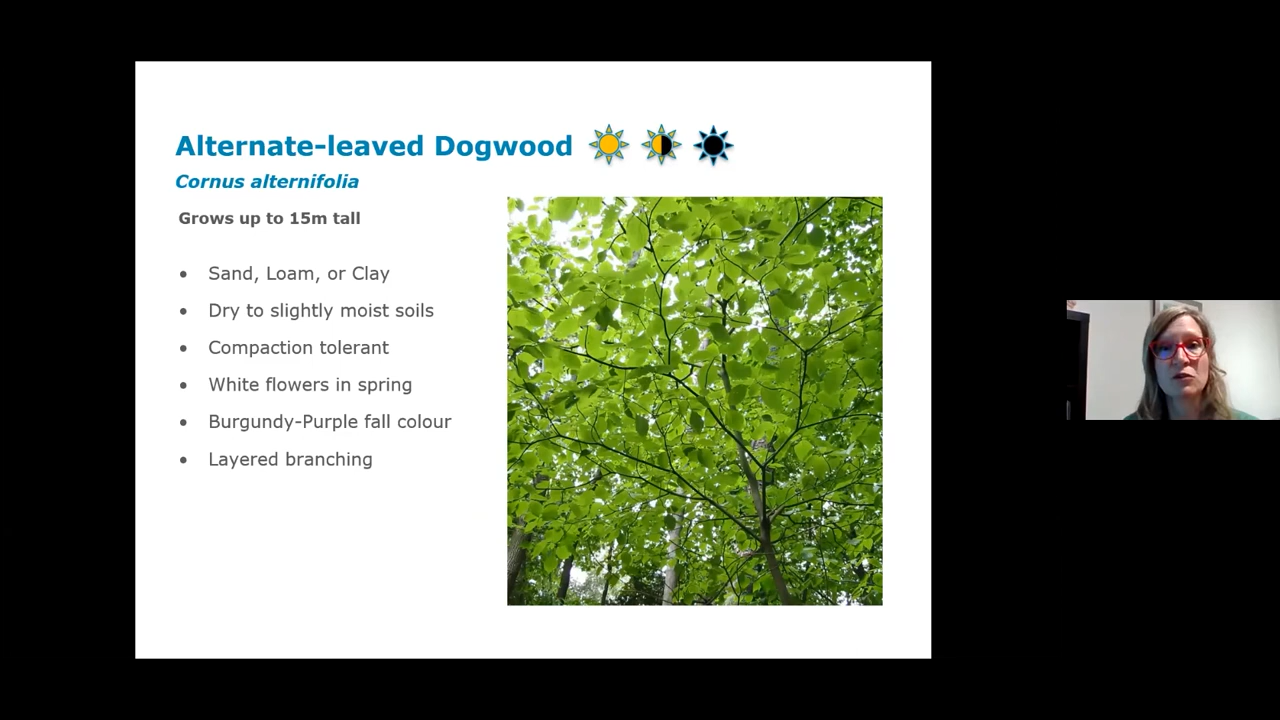 Alternate-leaved Dogwood
Cornus alternifolia
Grows up to 15m tall
• Sand, Loam, or Clay
• Dry to slightly moist soils
• Compaction tolerant
• White flowers in spring
• Burgundy-Purple fall colour
• Layered branching